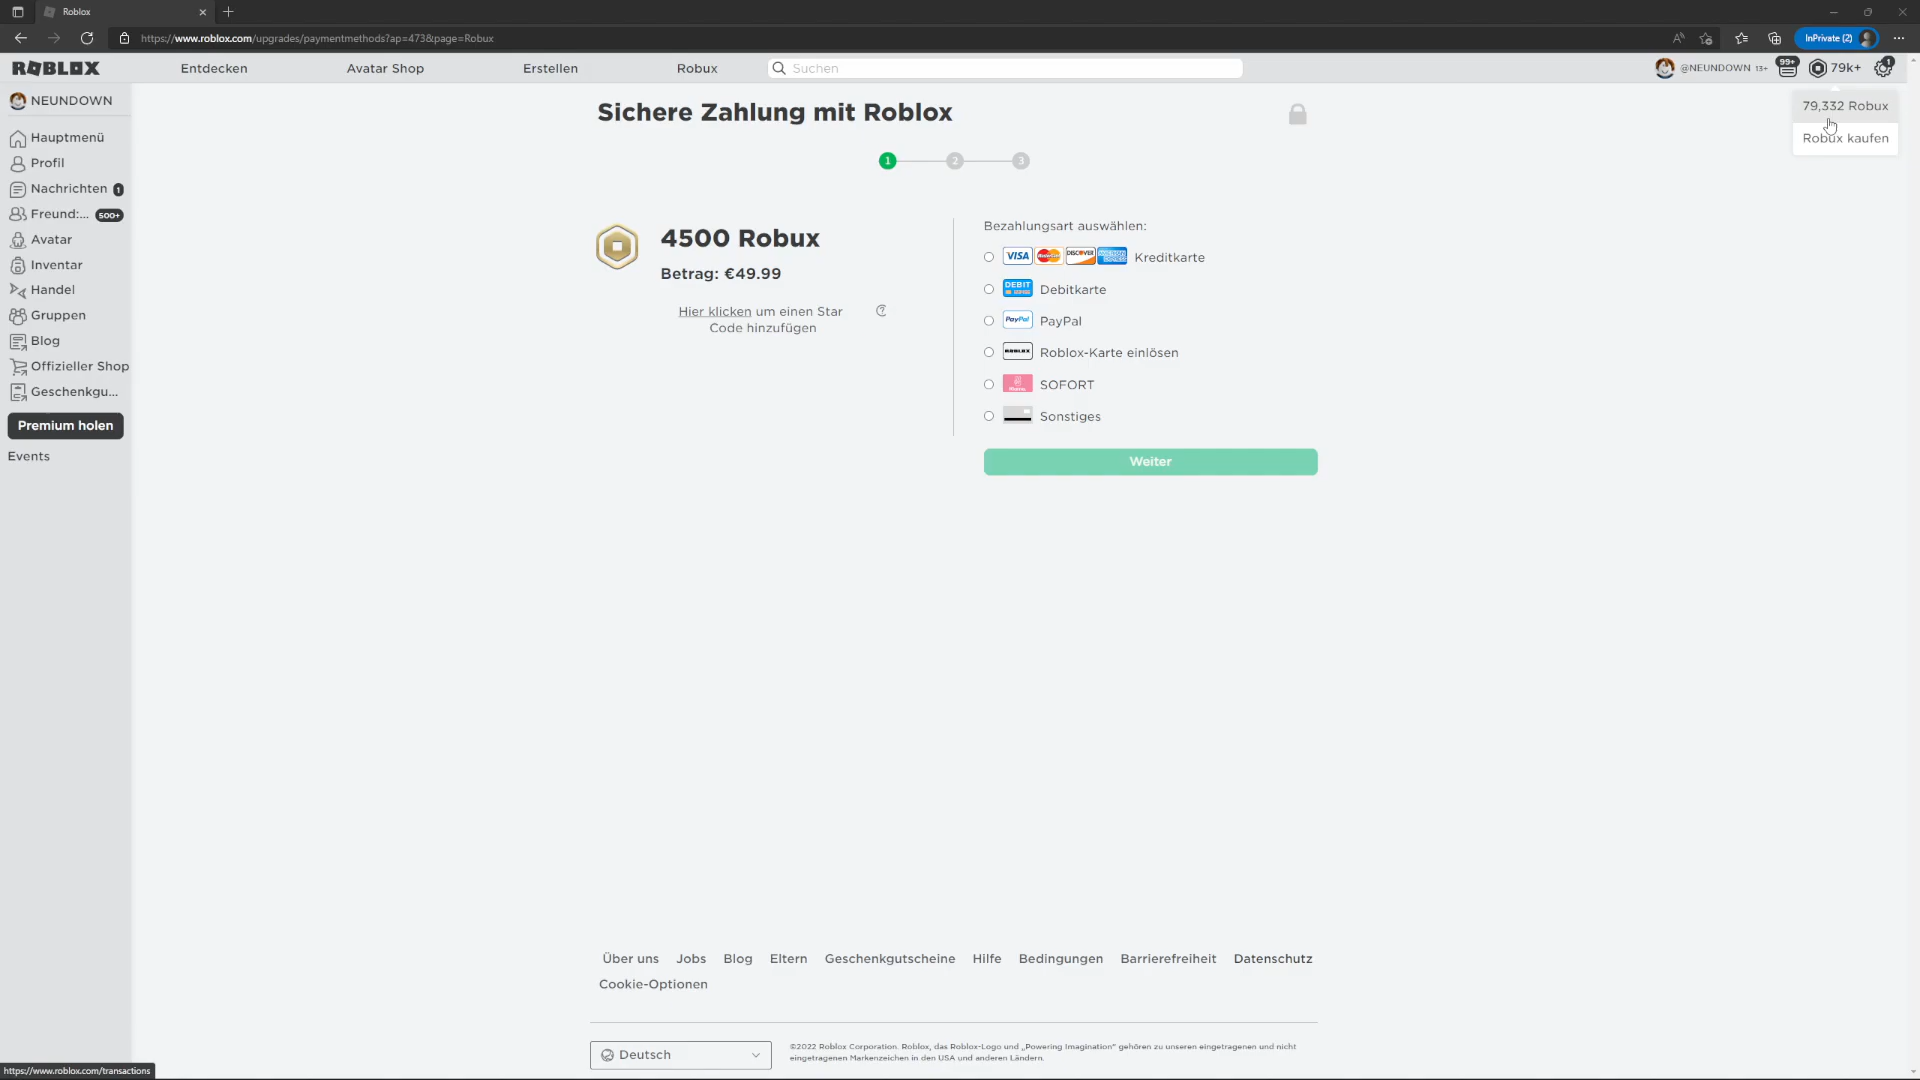 Roblox
https://www.roblox.com/upgrades/paymentmethods?ap=473&page=Robux
InPrivate (2)
ROBLOX
Entdecken
Avatar Shop
Erstellen
Robux
Suchen
@NEUNDOWN 13+
99+
79k+
1
79,332 Robux
Robux kaufen
NEUNDOWN
Hauptmenü
Profil
Nachrichten 1
Freund:... 500+
Avatar
Inventar
Handel
Gruppen
Blog
Offizieller Shop
Geschenkgu...
Premium holen
Events
Sichere Zahlung mit Roblox
1 2 3
4500 Robux
Betrag: €49.99
Hier klicken um einen Star
Code hinzufügen
Bezahlungsart auswählen:
VISA DISCOVER Kreditkarte
DEBIT Debitkarte
PayPal PayPal
ROBLOX Roblox-Karte einlösen
Klarna SOFORT
Sonstiges
Weiter
Über uns Jobs Blog Eltern Geschenkgutscheine Hilfe Bedingungen Barrierefreiheit Datenschutz
Cookie-Optionen
Deutsch
©2022 Roblox Corporation. Roblox, das Roblox-Logo und „Powering Imagination“ gehören zu unseren eingetragenen und nicht
eingetragenen Markenzeichen in den USA und anderen Ländern.
https://www.roblox.com/transactions